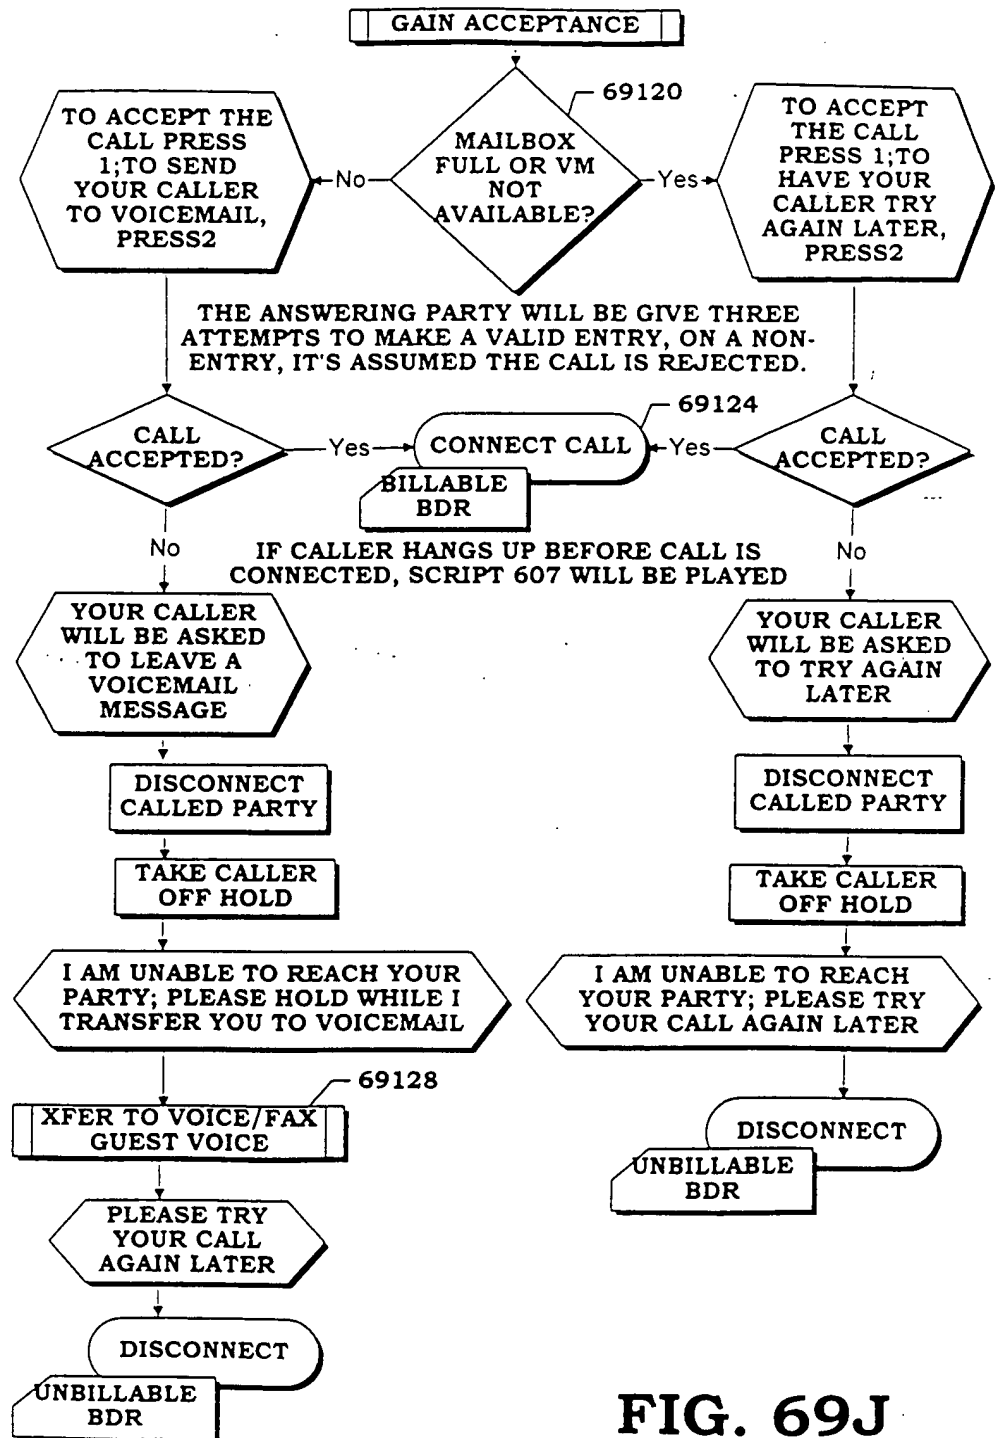 GAIN ACCEPTANCE
69120
MAILBOX
FULL OR VM
NOT
AVAILABLE?
No
Yes
TO ACCEPT THE
CALL PRESS
1;TO SEND
YOUR CALLER
TO VOICEMAIL,
PRESS2
TO ACCEPT
THE CALL
PRESS 1;TO
HAVE YOUR
CALLER TRY
AGAIN LATER,
PRESS2
THE ANSWERING PARTY WILL BE GIVE THREE
ATTEMPTS TO MAKE A VALID ENTRY, ON A NON-
ENTRY, IT'S ASSUMED THE CALL IS REJECTED.
CALL
ACCEPTED?
Yes
69124
CONNECT CALL
BILLABLE
BDR
Yes
CALL
ACCEPTED?
No
No
IF CALLER HANGS UP BEFORE CALL IS
CONNECTED, SCRIPT 607 WILL BE PLAYED
YOUR CALLER
WILL BE ASKED
TO LEAVE A
VOICEMAIL
MESSAGE
DISCONNECT
CALLED PARTY
TAKE CALLER
OFF HOLD
I AM UNABLE TO REACH YOUR
PARTY; PLEASE HOLD WHILE I
TRANSFER YOU TO VOICEMAIL
69128
XFER TO VOICE/FAX
GUEST VOICE
PLEASE TRY
YOUR CALL
AGAIN LATER
DISCONNECT
UNBILLABLE
BDR
YOUR CALLER
WILL BE ASKED
TO TRY AGAIN
LATER
DISCONNECT
CALLED PARTY
TAKE CALLER
OFF HOLD
I AM UNABLE TO REACH
YOUR PARTY; PLEASE TRY
YOUR CALL AGAIN LATER
DISCONNECT
UNBILLABLE
BDR
FIG. 69J